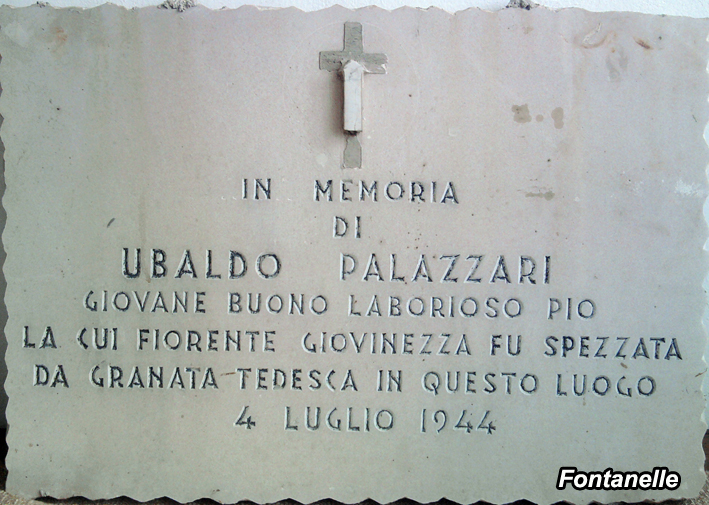 IN MEMORIA
DI
UBALDO PALAZZARI
GIOVANE BUONO LABORIOSO PIO
LA CUI FIORENTE GIOVINEZZA FU SPEZZATA
DA GRANATA TEDESCA IN QUESTO LUOGO
4 LUGLIO 1944
Fontanelle